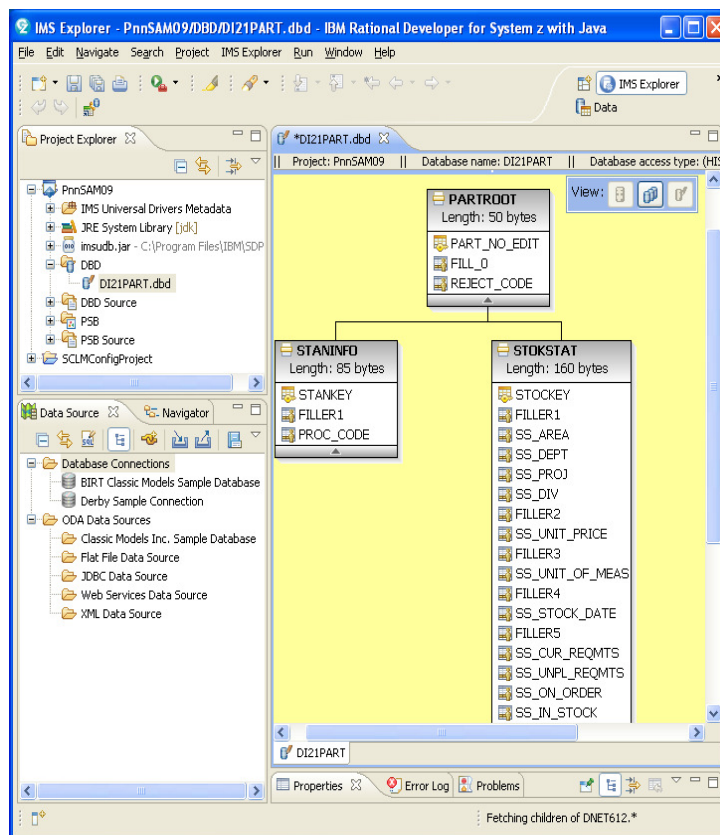 IMS Explorer - PnnSAM09/DBD/DI21PART.dbd - IBM Rational Developer for System z with Java
File Edit Navigate Search Project IMS Explorer Run Window Help
IMS Explorer
Data
Project Explorer
PnnSAM09
IMS Universal Drivers Metadata
JRE System Library [jdk]
imsudb.jar - C:\Program Files\IBM\SDP
DBD
DI21PART.dbd
DBD Source
PSB
PSB Source
SCLMConfigProject
Data Source Navigator
Database Connections
BIRT Classic Models Sample Database
Derby Sample Connection
ODA Data Sources
Classic Models Inc. Sample Database
Flat File Data Source
JDBC Data Source
Web Services Data Source
XML Data Source
*DI21PART.dbd
|| Project: PnnSAM09 || Database name: DI21PART || Database access type: (HIS
View:
PARTROOT
Length: 50 bytes
PART_NO_EDIT
FILL_0
REJECT_CODE
STANINFO
Length: 85 bytes
STANKEY
FILLER1
PROC_CODE
STOKSTAT
Length: 160 bytes
STOCKEY
FILLER1
SS_AREA
SS_DEPT
SS_PROJ
SS_DIV
FILLER2
SS_UNIT_PRICE
FILLER3
SS_UNIT_OF_MEAS
FILLER4
SS_STOCK_DATE
FILLER5
SS_CUR_REQMTS
SS_UNPL_REQMTS
SS_ON_ORDER
SS_IN_STOCK
DI21PART
Properties Error Log Problems
Fetching children of DNET612.*